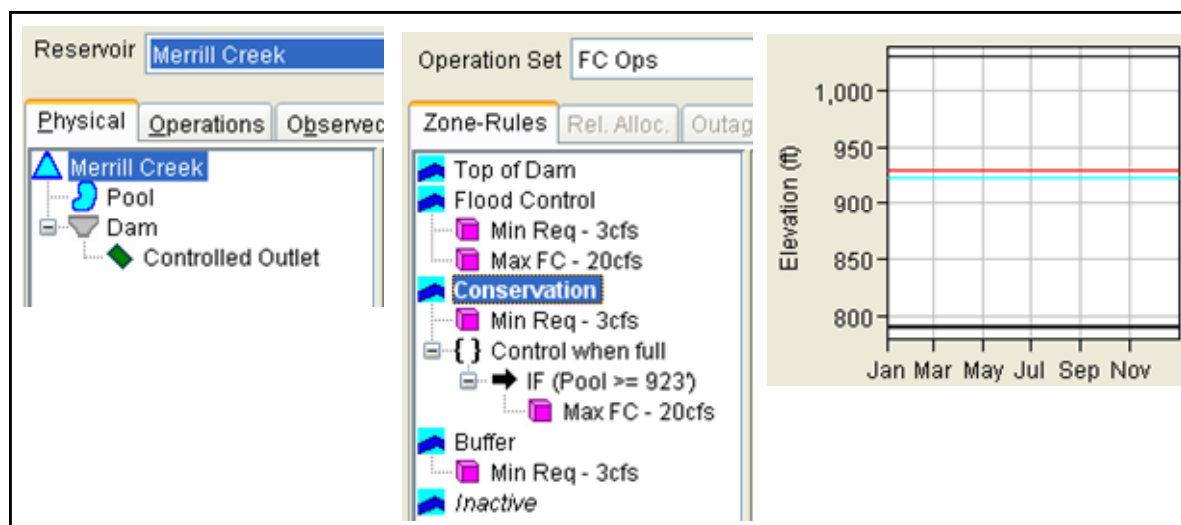 Reservoir Merrill Creek
Physical Operations Observed
Merrill Creek
Pool
Dam
Controlled Outlet
Operation Set FC Ops
Zone-Rules Rel. Alloc. Outag
Top of Dam
Flood Control
Min Req - 3cfs
Max FC - 20cfs
Conservation
Min Req - 3cfs
{ } Control when full
IF (Pool >= 923')
Max FC - 20cfs
Buffer
Min Req - 3cfs
Inactive
Elevation (ft)
1,000
950
900
850
800
Jan Mar May Jul Sep Nov